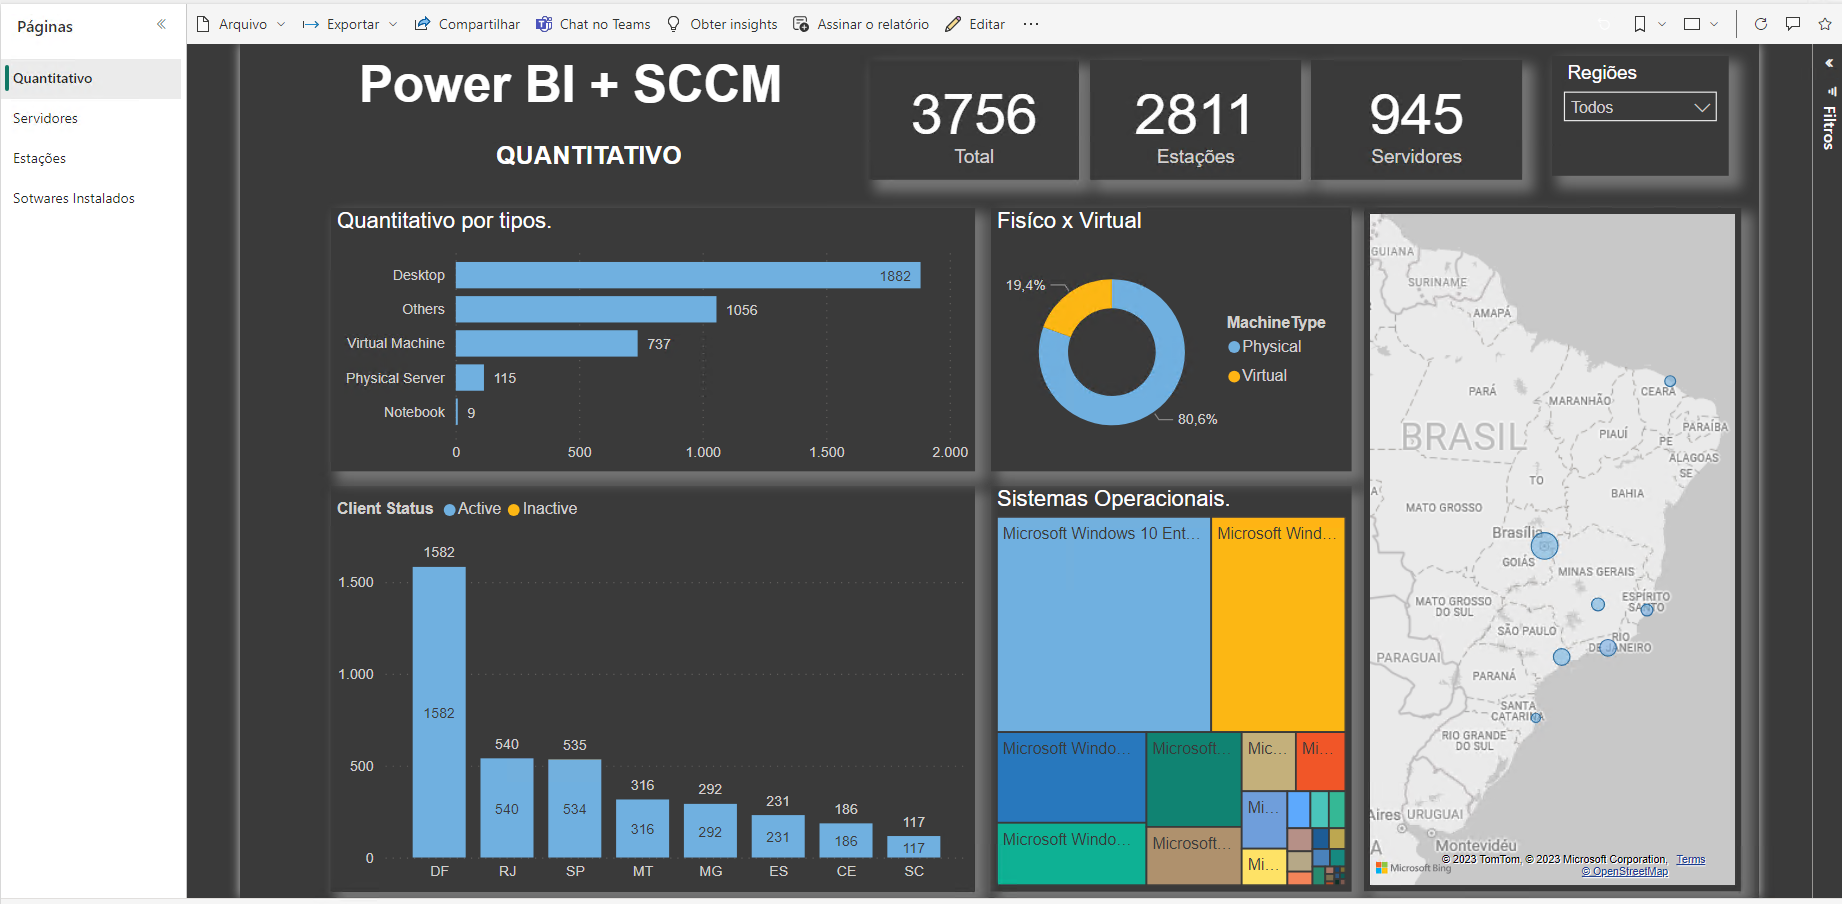 Páginas
Quantitativo
Servidores
Estações
Sotwares Instalados
Arquivo
Exportar
Compartilhar
Chat no Teams
Obter insights
Assinar o relatório
Editar
Filtros
Power BI + SCCM
QUANTITATIVO
3756
Total
2811
Estações
945
Servidores
Regiões
Todos
Quantitativo por tipos.
Desktop 1882
Others 1056
Virtual Machine 737
Physical Server 115
Notebook 9
0 500 1.000 1.500 2.000
Fisíco x Virtual
19,4%
80,6%
MachineType
Physical
Virtual
Client Status Active Inactive
1.500
1.000
500
0
1582 540 535 316 292 231 186 117
1582 540 534 316 292 231 186 117
DF RJ SP MT MG ES CE SC
Sistemas Operacionais.
Microsoft Windows 10 Ent...
Microsoft Wind...
Microsoft Windo...
Microsoft...
Mic...
Mi...
Mi...
Microsoft Windo...
Microsoft...
Mi...
GUIANA
SURINAME
AMAPÁ
PARÁ
MARANHÃO
CEARÁ
BRASIL
PIAUÍ
PARAÍBA
PE
ALAGOAS
SE
TO
BAHIA
MATO GROSSO
Brasília
GOIÁS
MINAS GERAIS
MATO GROSSO
DO SUL
ESPÍRITO
SANTO
SÃO PAULO
RIO
DE JANEIRO
PARAGUAI
PARANÁ
SANTA
CATARINA
RIO GRANDE
DO SUL
Aires
URUGUAI
Montevidéu
© 2023 TomTom, © 2023 Microsoft Corporation, Terms
Microsoft Bing
© OpenStreetMap